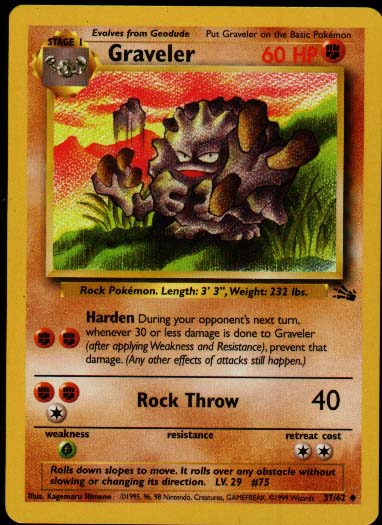 Evolves from Geodude Put Graveler on the Basic Pokémon
STAGE 1
Graveler 60 HP
Rock Pokémon. Length: 3' 3", Weight: 232 lbs.
Harden During your opponent's next turn,
whenever 30 or less damage is done to Graveler
(after applying Weakness and Resistance), prevent that
damage. (Any other effects of attacks still happen.)
Rock Throw 40
weakness resistance retreat cost
Rolls down slopes to move. It rolls over any obstacle without
slowing or changing its direction. LV. 29 #75
Illus. Kagemaru Himeno ©1995, 96, 98 Nintendo, Creatures, GAMEFREAK. ©1999 Wizards. 37/62